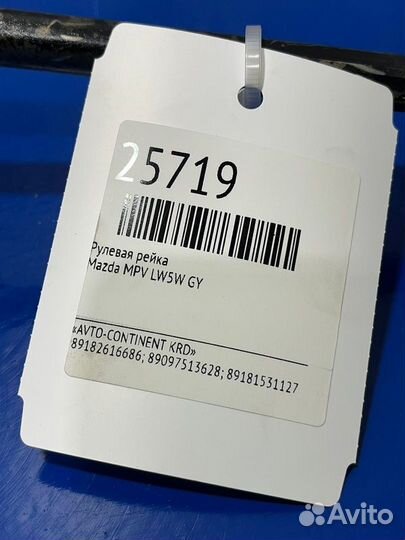 25719
Рулевая рейка
Mazda MPV LW5W GY
«AVTO-CONTINENT KRD»
89182616686; 89097513628; 89181531127
Avito